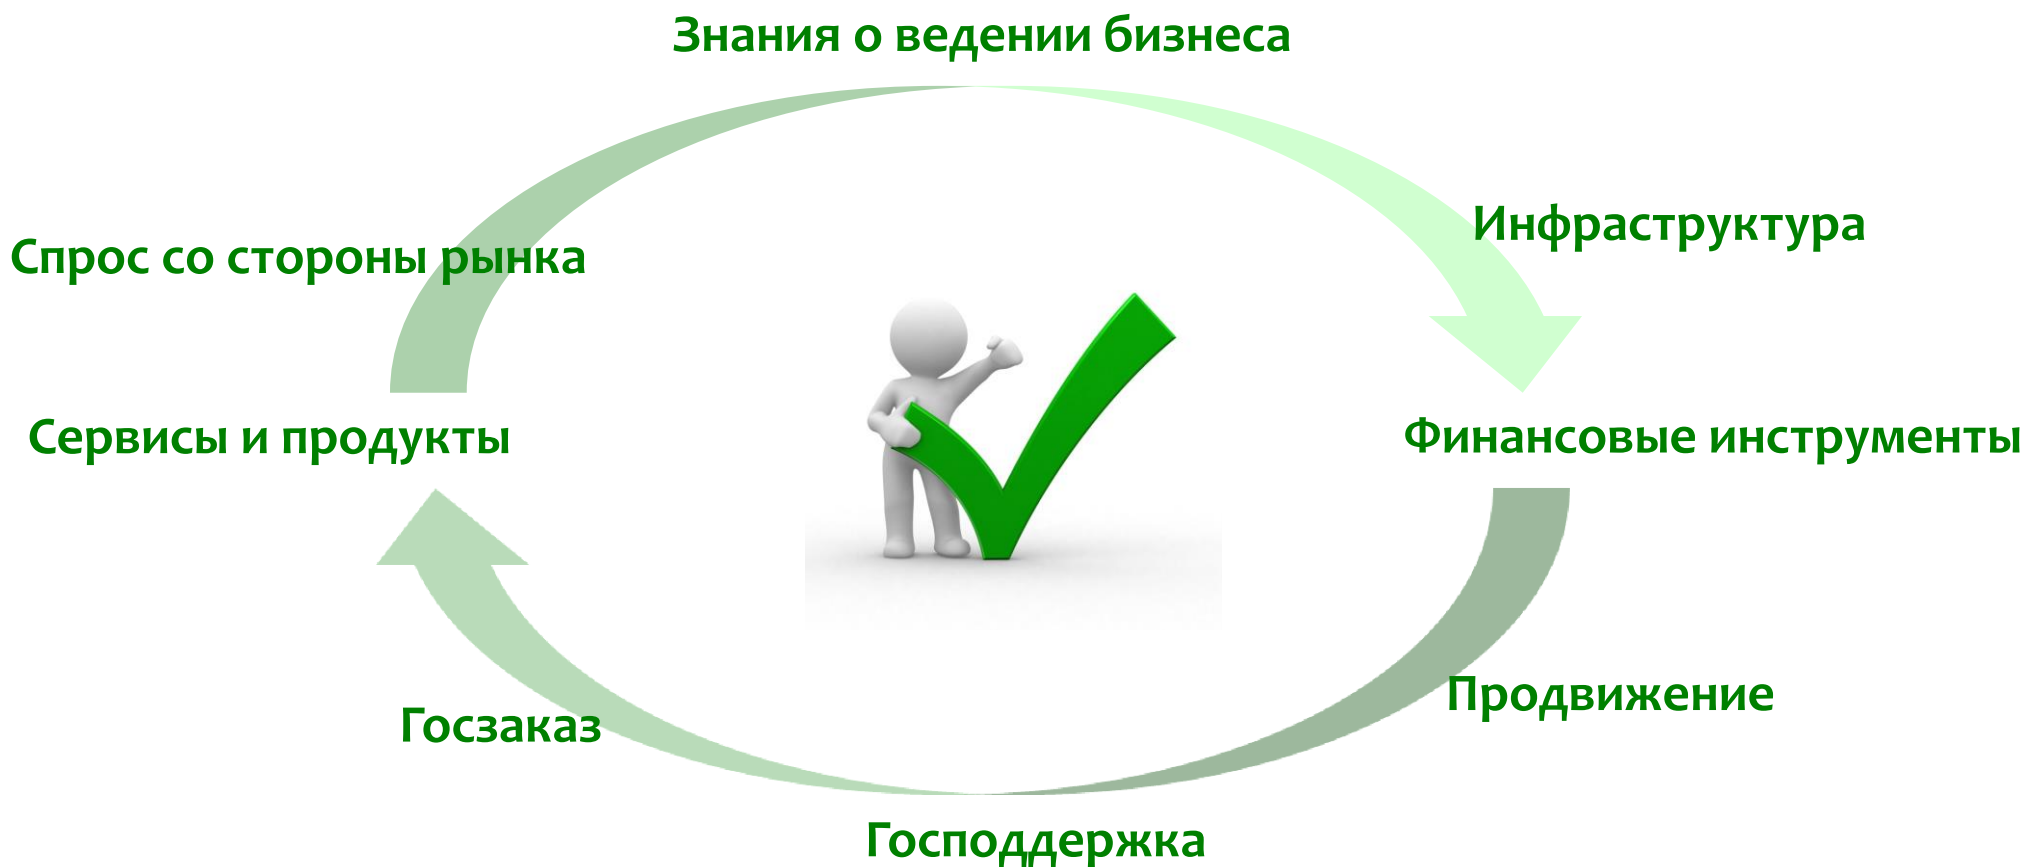 Знания о ведении бизнеса
Инфраструктура
Спрос со стороны рынка
Сервисы и продукты
Финансовые инструменты
Продвижение
Госзаказ
Господдержка